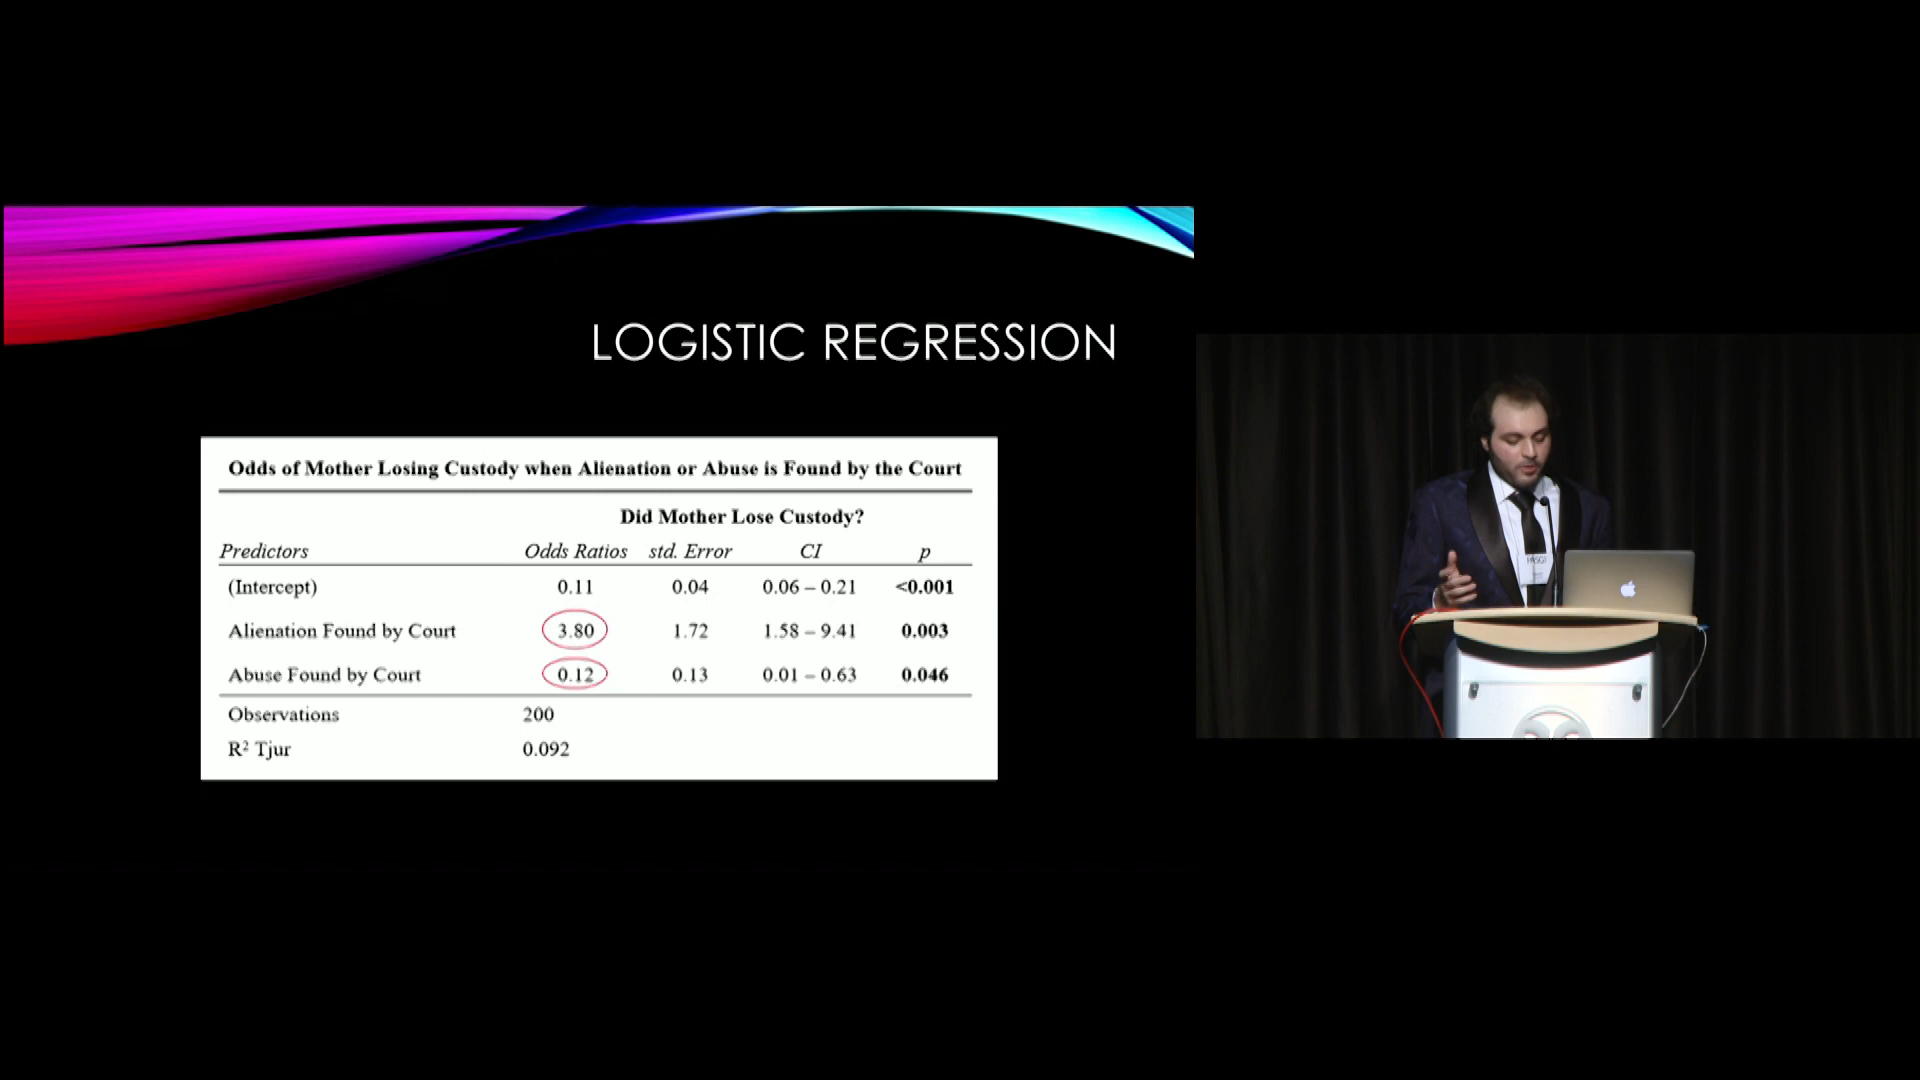 LOGISTIC REGRESSION
Odds of Mother Losing Custody when Alienation or Abuse is Found by the Court
Did Mother Lose Custody?
Predictors Odds Ratios std. Error CI p
(Intercept) 0.11 0.04 0.06 – 0.21 <0.001
Alienation Found by Court 3.80 1.72 1.58 – 9.41 0.003
Abuse Found by Court 0.12 0.13 0.01 – 0.63 0.046
Observations 200
R² Tjur 0.092